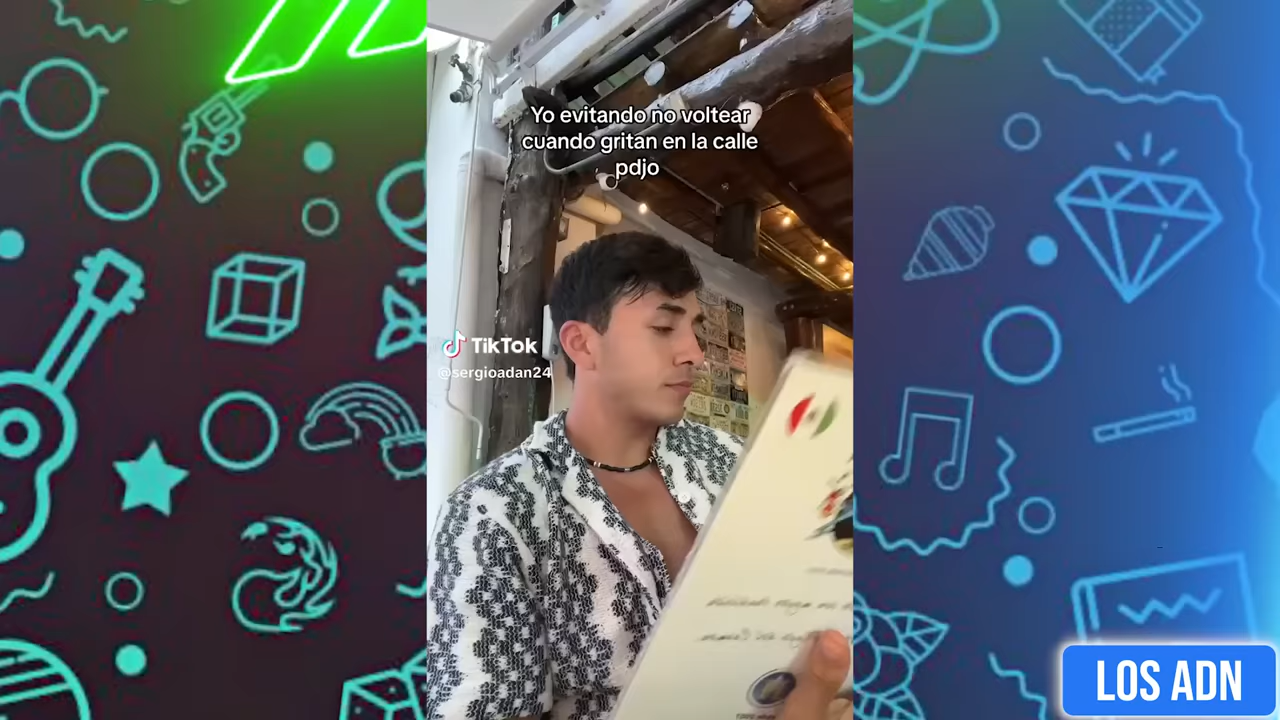 Yo evitando no voltear
cuando gritan en la calle
pdjo
TikTok
@sergioadan24
LOS ADN